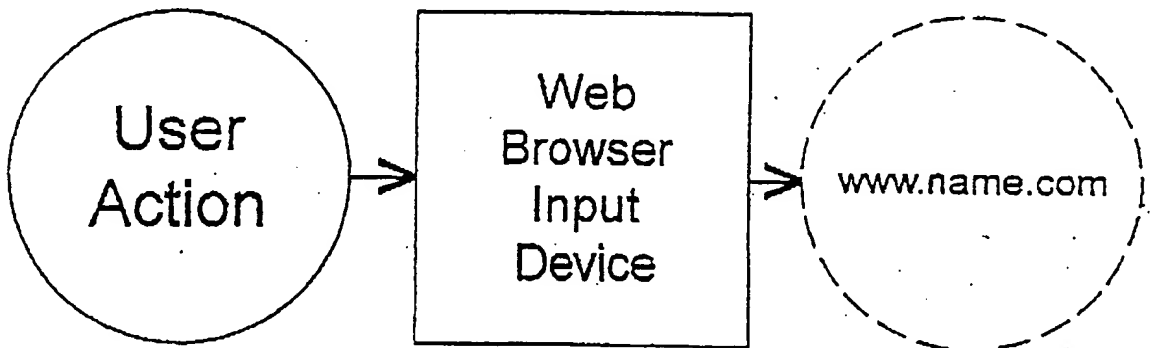 User
Action
Web
Browser
Input
Device
www.name.com